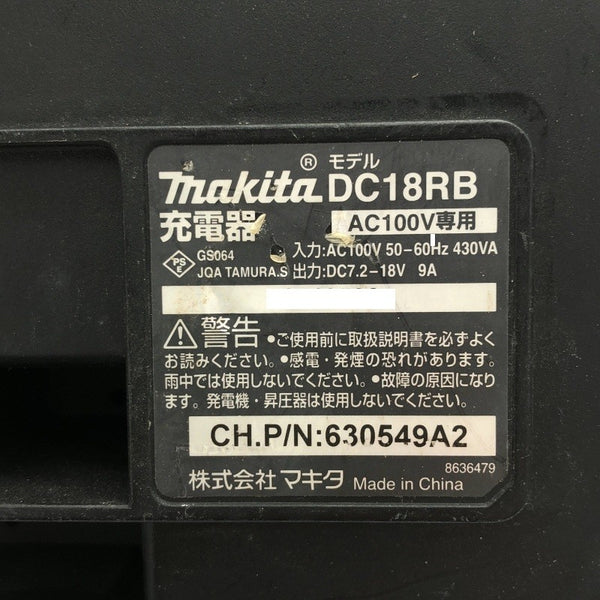 makita® モデル DC18RB
充電器 AC100V専用
PS E GS064 入力:AC100V 50-60Hz 430VA
JQA TAMURA.S 出力:DC7.2-18V 9A
⚠警告 •ご使用前に取扱説明書を必ずよく
お読みください。•感電・発煙の恐れがあります。
雨中では使用しないでください。•故障の原因になり
ます。発電機・昇圧器は使用しないでください。
CH.P/N:630549A2
8636479
株式会社マキタ Made in China